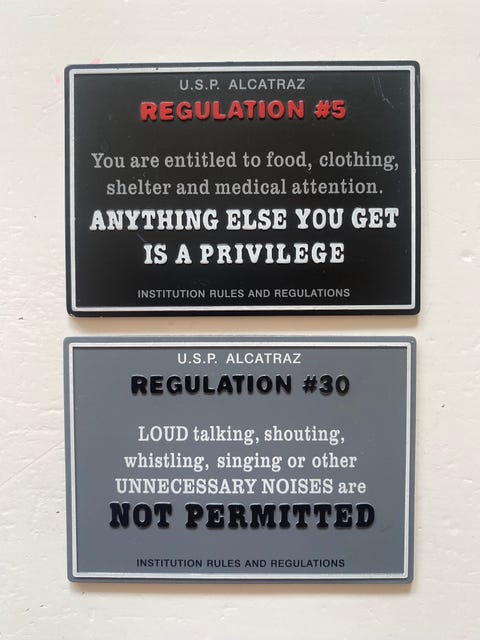 U.S.P. ALCATRAZ
REGULATION #5
You are entitled to food, clothing,
shelter and medical attention.
ANYTHING ELSE YOU GET
IS A PRIVILEGE
INSTITUTION RULES AND REGULATIONS
U.S.P. ALCATRAZ
REGULATION #30
LOUD talking, shouting,
whistling, singing or other
UNNECESSARY NOISES are
NOT PERMITTED
INSTITUTION RULES AND REGULATIONS